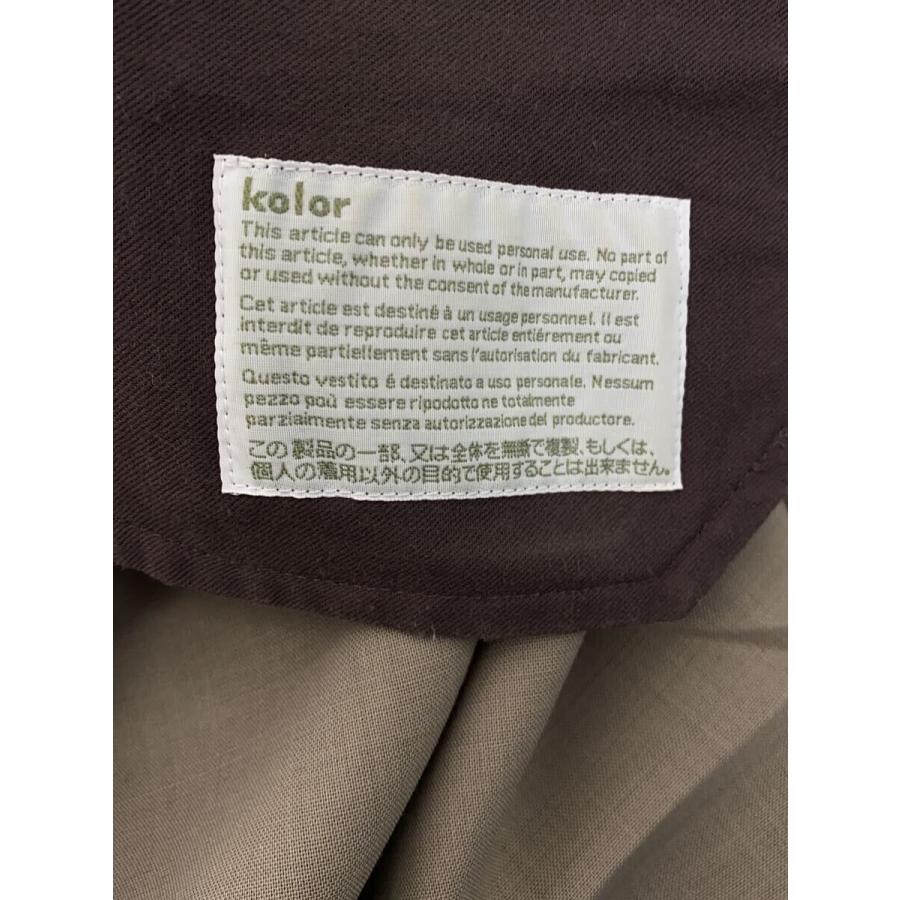 kolor
This article can only be used personal use. No part of
this article, whether in whole or in part, may copied
or used without the consent of the manufacturer.
Cet article est destiné à un usage personnel. Il est
interdit de reproduire cet article entiérement ou
même partiellement sans l'autorisation du fabricant.
Questo vestito é destinato a uso personale. Nessum
pezzo poù essere ripodotto ne totalmente
parziaimente senza autorizzazione del productore.
この製品の一部、又は全体を無断で複製、もしくは、
個人の着用以外の目的で使用することは出来ません。